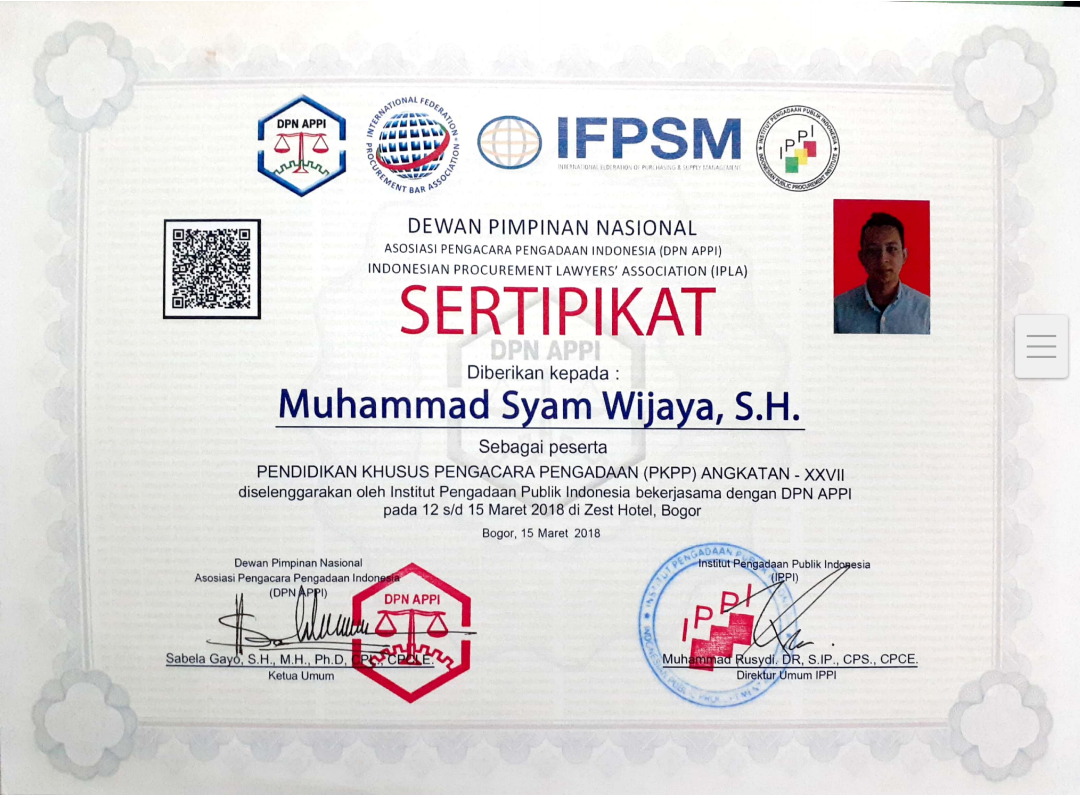 DPN APPI
INTERNATIONAL FEDERATION
PROCUREMENT BAR ASSOCIATION
IFPSM
INTERNATIONAL FEDERATION OF PURCHASING & SUPPLY MANAGEMENT
INSTITUT PENGADAAN PUBLIK INDONESIA
IPPI
INDONESIAN PUBLIC PROCUREMENT INSTITUTE
DEWAN PIMPINAN NASIONAL
ASOSIASI PENGACARA PENGADAAN INDONESIA (DPN APPI)
INDONESIAN PROCUREMENT LAWYERS' ASSOCIATION (IPLA)
SERTIPIKAT
DPN APPI
Diberikan kepada :
Muhammad Syam Wijaya, S.H.
Sebagai peserta
PENDIDIKAN KHUSUS PENGACARA PENGADAAN (PKPP) ANGKATAN - XXVII
diselenggarakan oleh Institut Pengadaan Publik Indonesia bekerjasama dengan DPN APPI
pada 12 s/d 15 Maret 2018 di Zest Hotel, Bogor
Bogor, 15 Maret 2018
Dewan Pimpinan Nasional
Asosiasi Pengacara Pengadaan Indonesia
(DPN APPI)
DPN APPI
Sabela Gayo, S.H., M.H., Ph.D, CPL, CPCLE.
Ketua Umum
Institut Pengadaan Publik Indonesia
(IPPI)
INSTITUT PENGADAAN PUBLIK
IPPI
INDONESIAN PUBLIC PROCUREMENT
Muhammad Rusydi. DR, S.IP., CPS., CPCE.
Direktur Umum IPPI